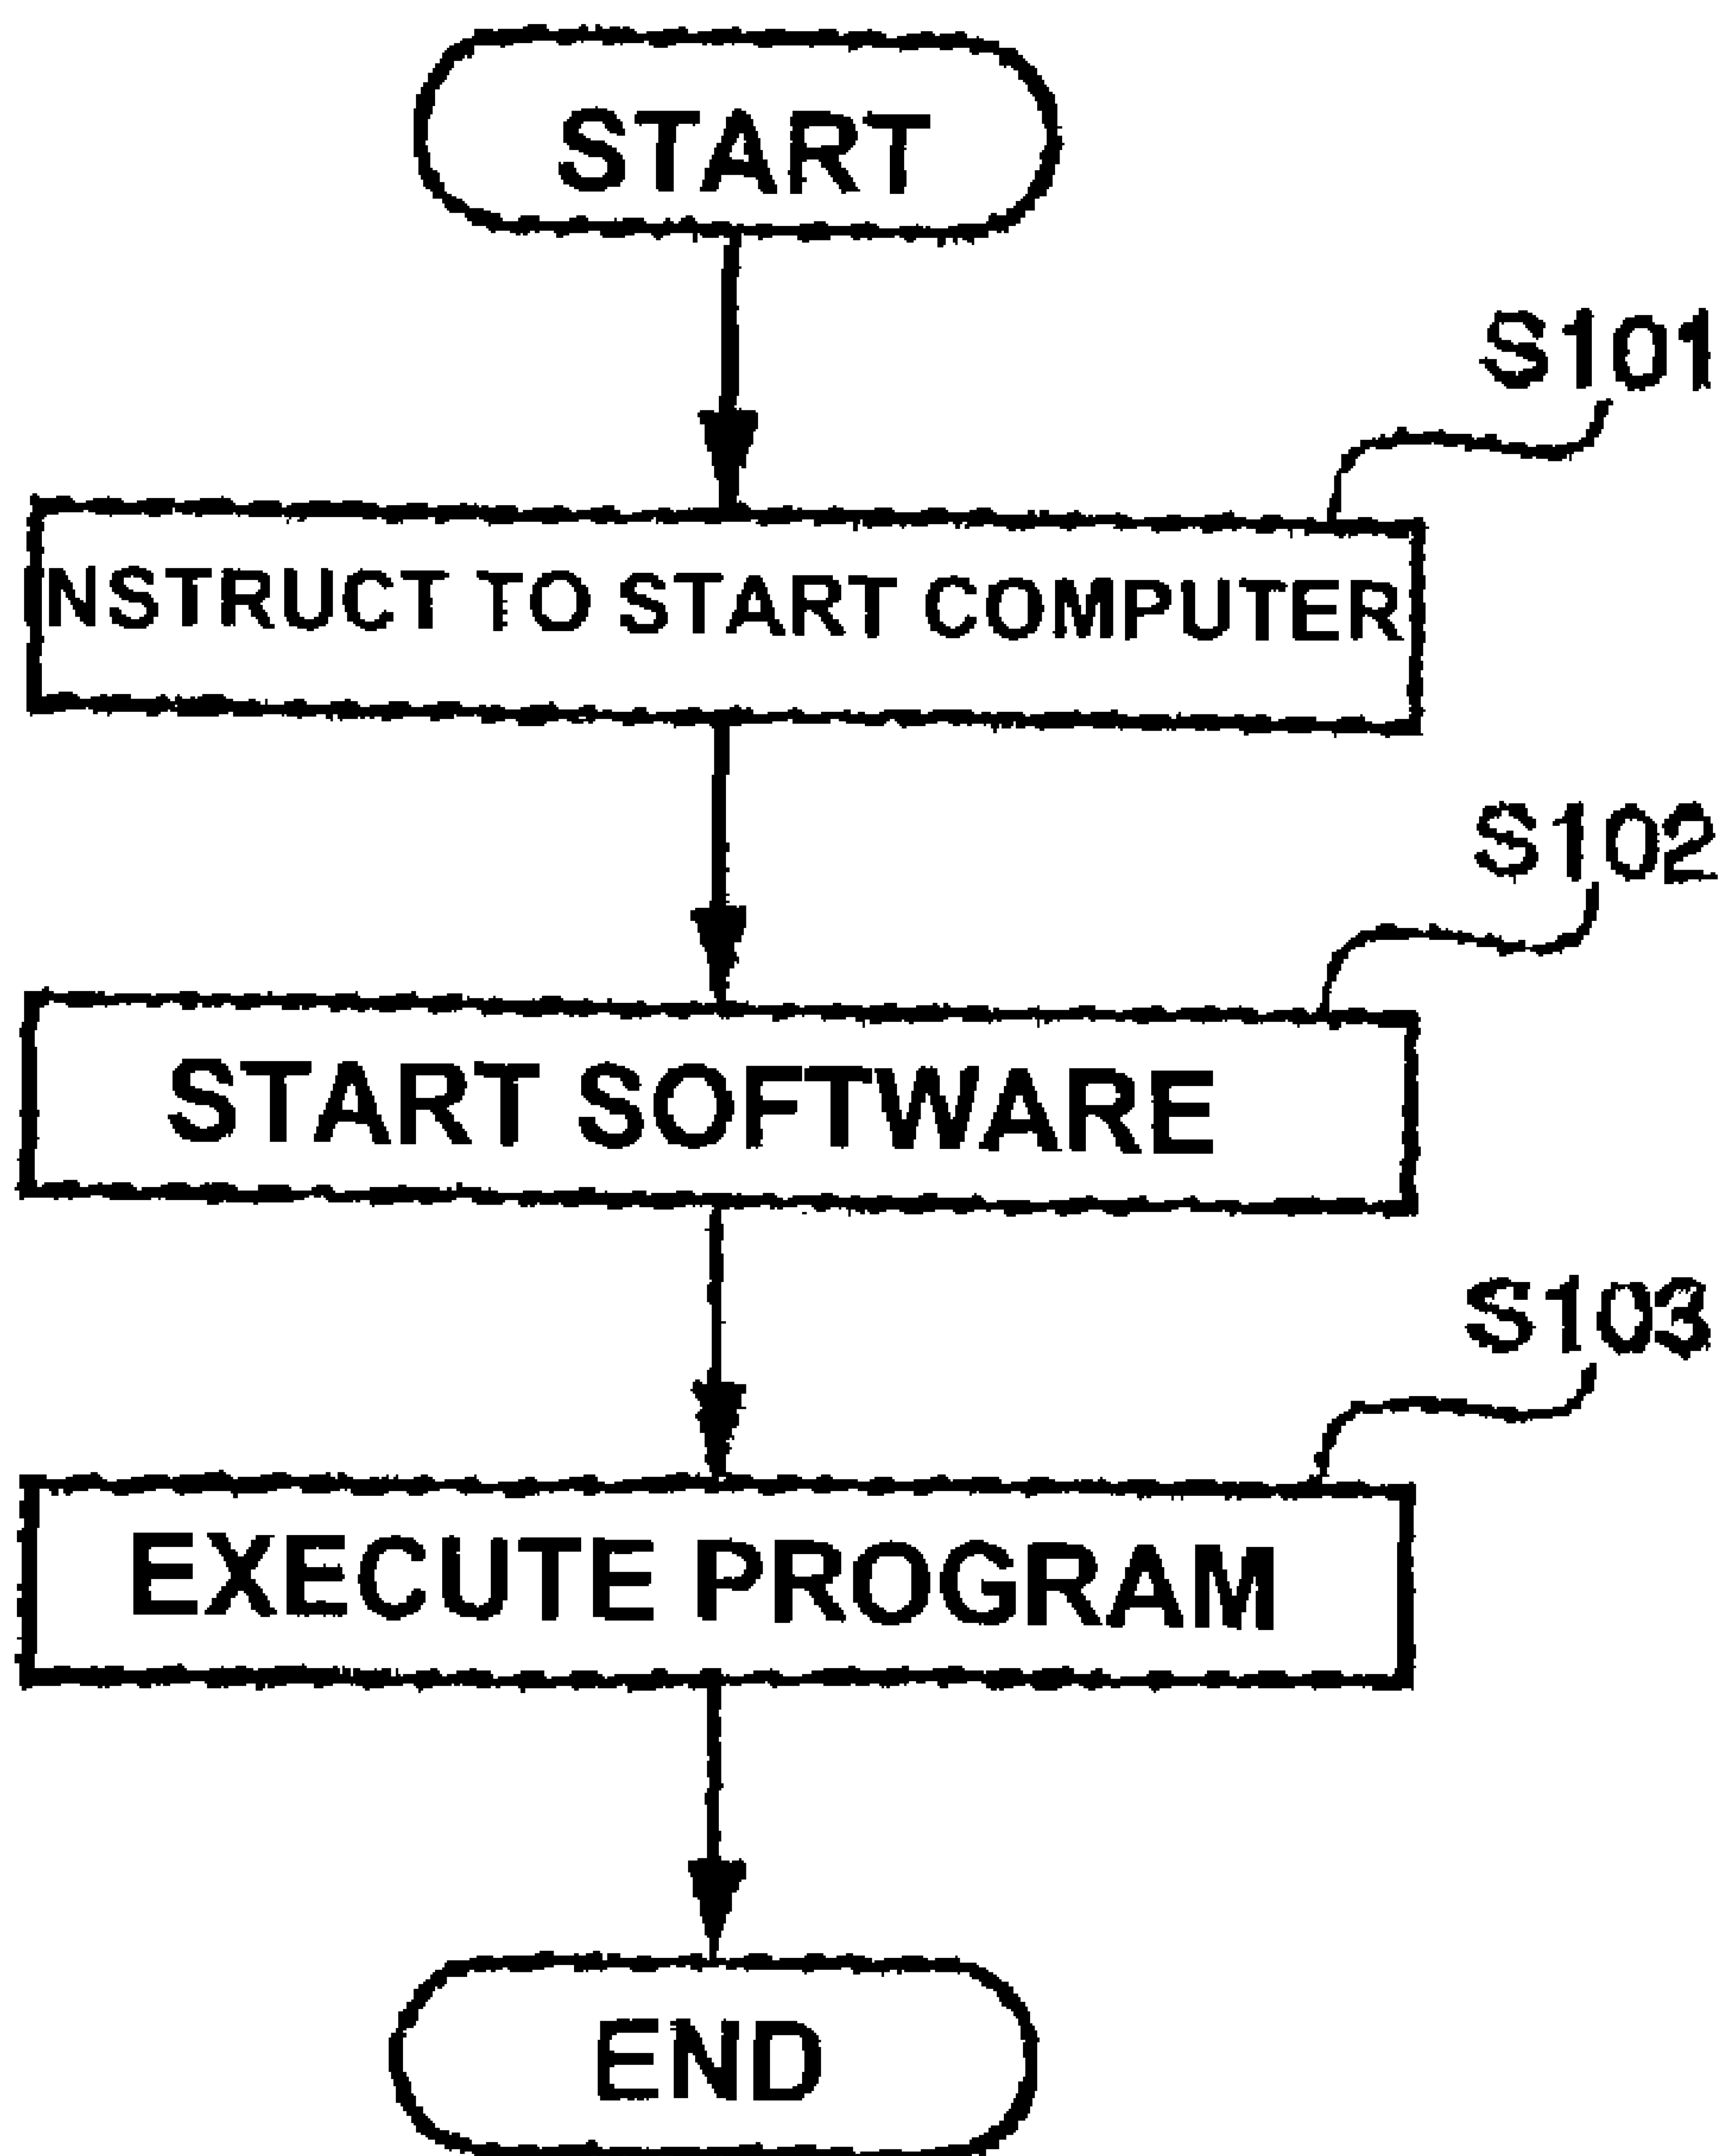 START
S101
INSTRUCT TO START COMPUTER
S102
START SOFTWARE
S103
EXECUTE PROGRAM
END